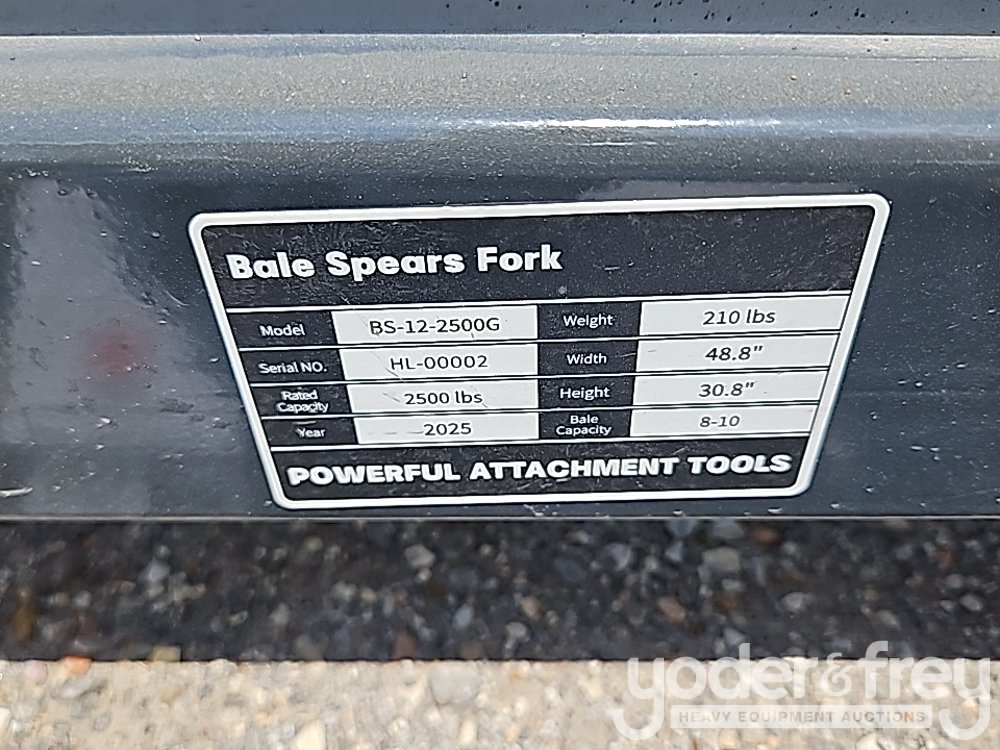 Bale Spears Fork
Model BS-12-2500G Weight 210 lbs
Serial NO. HL-00002 Width 48.8"
Rated Capacity 2500 lbs Height 30.8"
Year 2025 Bale Capacity 8-10
POWERFUL ATTACHMENT TOOLS
yoder&frey
HEAVY EQUIPMENT AUCTIONS